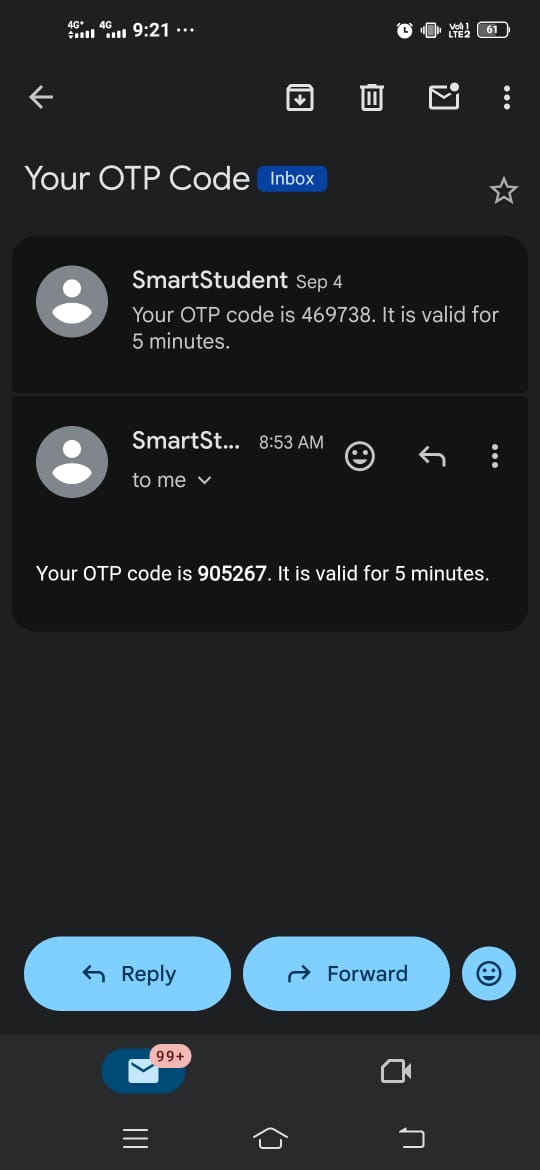 4G+ 4G 9:21 ··· Vo)) 1 LTE2 61
Your OTP Code Inbox
SmartStudent Sep 4
Your OTP code is 469738. It is valid for
5 minutes.
SmartSt... 8:53 AM
to me
Your OTP code is 905267. It is valid for 5 minutes.
Reply Forward
99+